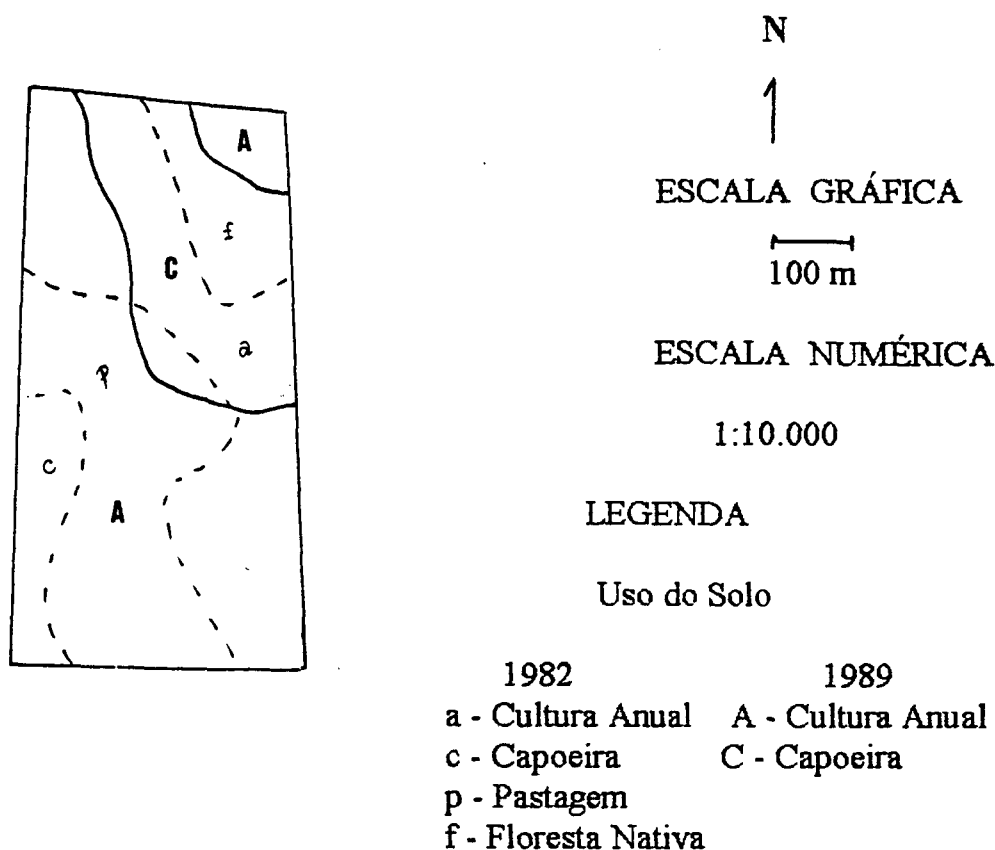 N
A
f
C
a
p
c
A
ESCALA GRÁFICA
100 m
ESCALA NUMÉRICA
1:10.000
LEGENDA
Uso do Solo
1982 1989
a - Cultura Anual A - Cultura Anual
c - Capoeira C - Capoeira
p - Pastagem
f - Floresta Nativa